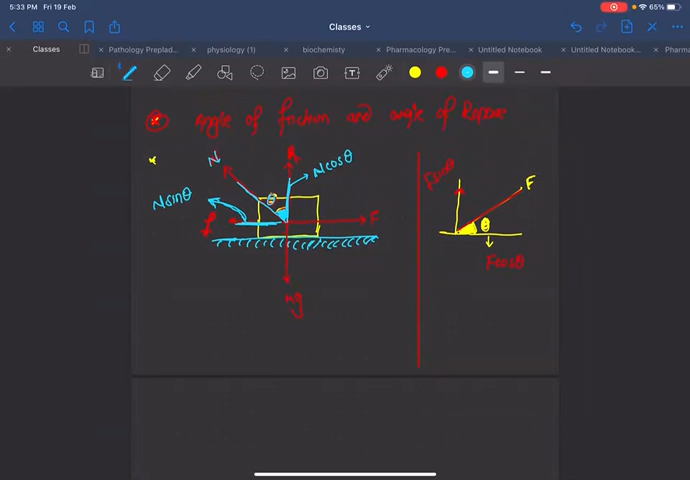 5:33 PM Fri 19 Feb
65%
Classes
Classes
Pathology Preplad...
physiology (1)
biochemisty
Pharmacology Pre...
Untitled Notebook
Untitled Notebook...
Pharma
T
Angle of friction and angle of Repose
N
R
Ncosθ
θ
Nsinθ
f
F
mg
Fsinθ
F
θ
Fcosθ